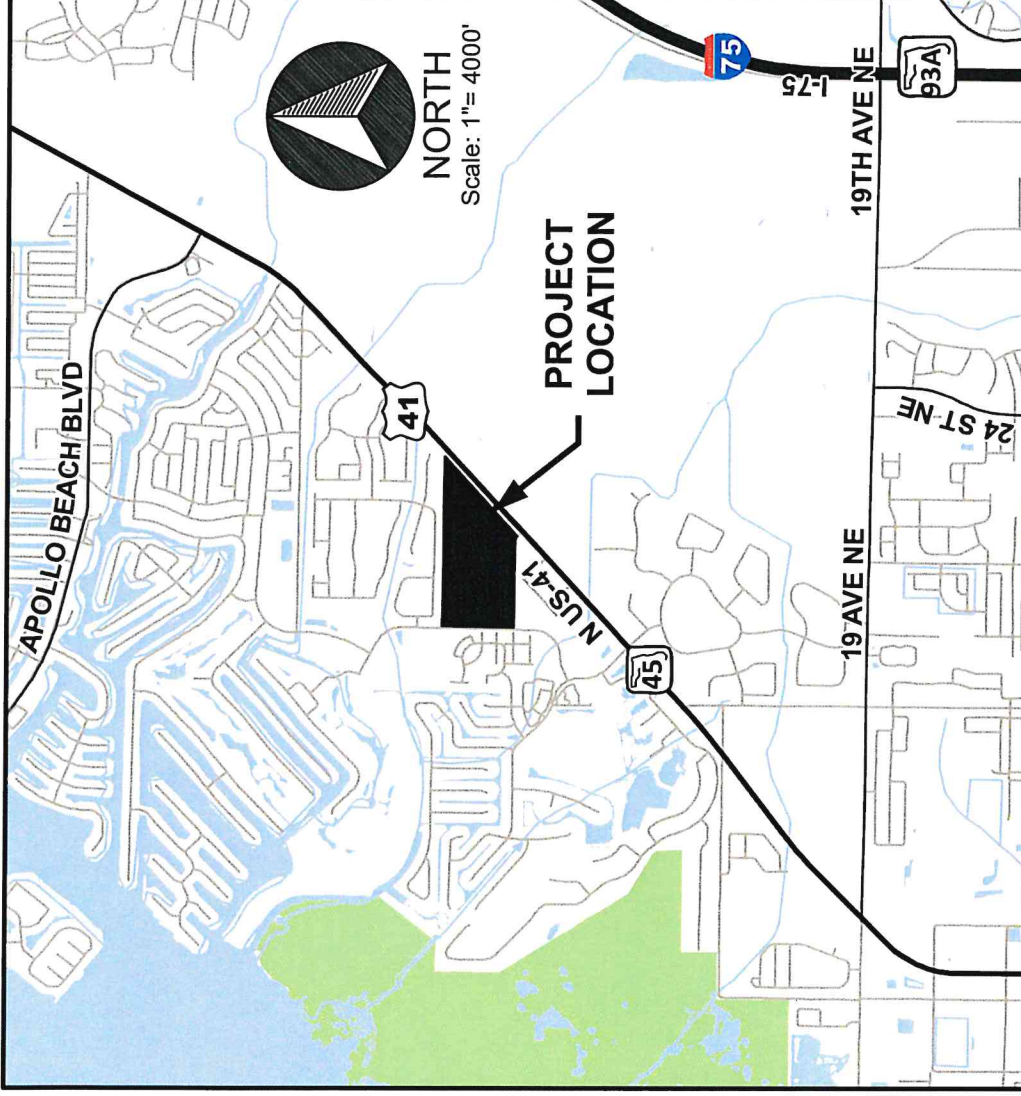 APOLLO BEACH BLVD
NORTH
Scale: 1"= 4000'
75
I-75
19TH AVE NE
93A
PROJECT
LOCATION
41
N US-41
45
24 ST NE
19 AVE NE